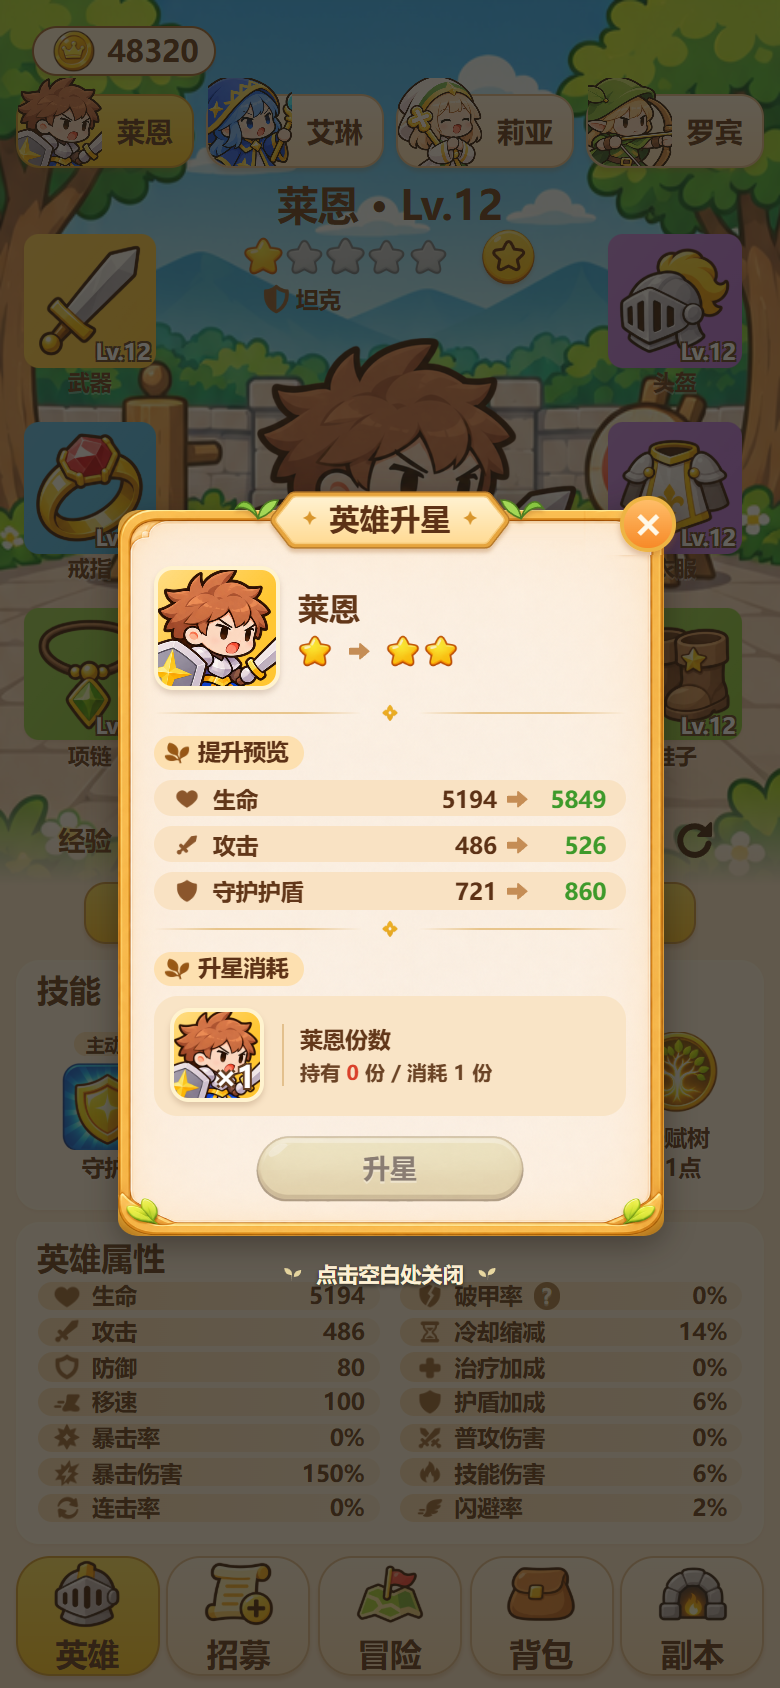 48320
莱恩
艾琳
莉亚
罗宾
莱恩 • Lv.12
坦克
Lv.12
武器
Lv.12
头盔
Lv
戒指
Lv.12
衣服
Lv
项链
Lv.12
鞋子
英雄升星
莱恩
提升预览
生命 5194 5849
攻击 486 526
守护护盾 721 860
升星消耗
×1
莱恩份数
持有 0 份 / 消耗 1 份
升星
点击空白处关闭
经验
技能
主动
守护
赋树
1点
英雄属性
生命 5194 破甲率 ? 0%
攻击 486 冷却缩减 14%
防御 80 治疗加成 0%
移速 100 护盾加成 6%
暴击率 0% 普攻伤害 0%
暴击伤害 150% 技能伤害 6%
连击率 0% 闪避率 2%
英雄
招募
冒险
背包
副本